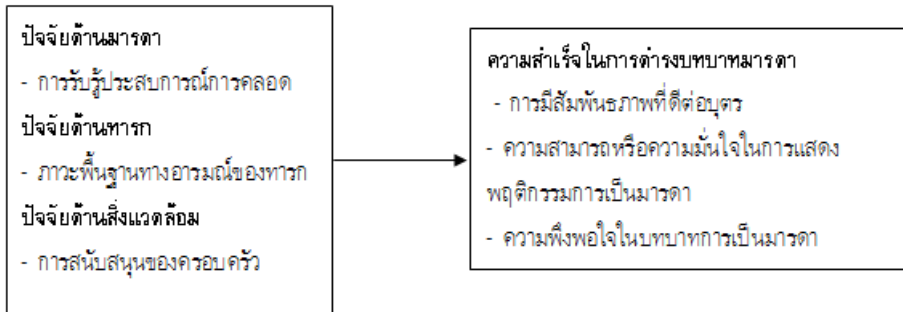 ปัจจัยด้านมารดา
- การรับรู้ประสบการณ์การคลอด
ปัจจัยด้านทารก
- ภาวะพื้นฐานทางอารมณ์ของทารก
ปัจจัยด้านสิ่งแวดล้อม
- การสนับสนุนของครอบครัว
ความสำเร็จในการดำรงบทบาทมารดา
- การมีสัมพันธภาพที่ดีต่อบุตร
- ความสามารถหรือความมั่นใจในการแสดง
พฤติกรรมการเป็นมารดา
- ความพึงพอใจในบทบาทการเป็นมารดา